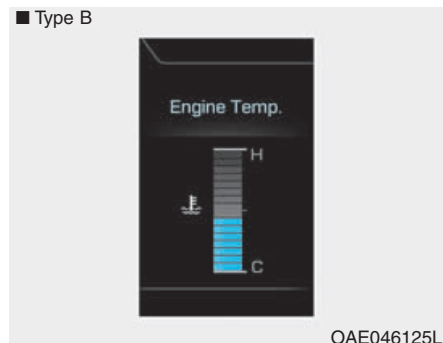 ■ Type B
Engine Temp.
H
C
OAE046125L